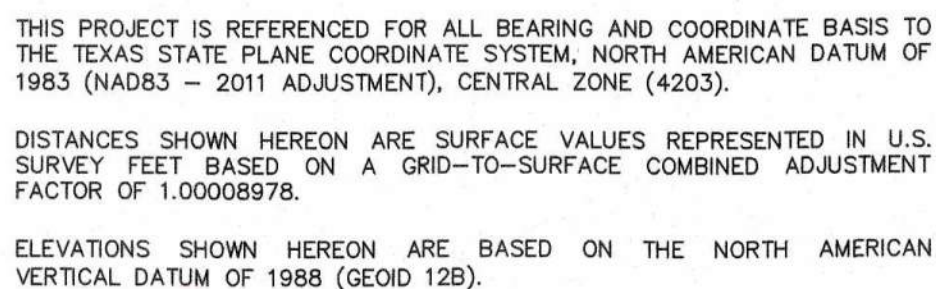 THIS PROJECT IS REFERENCED FOR ALL BEARING AND COORDINATE BASIS TO
THE TEXAS STATE PLANE COORDINATE SYSTEM, NORTH AMERICAN DATUM OF
1983 (NAD83 – 2011 ADJUSTMENT), CENTRAL ZONE (4203).
DISTANCES SHOWN HEREON ARE SURFACE VALUES REPRESENTED IN U.S.
SURVEY FEET BASED ON A GRID–TO–SURFACE COMBINED ADJUSTMENT
FACTOR OF 1.00008978.
ELEVATIONS SHOWN HEREON ARE BASED ON THE NORTH AMERICAN
VERTICAL DATUM OF 1988 (GEOID 12B).